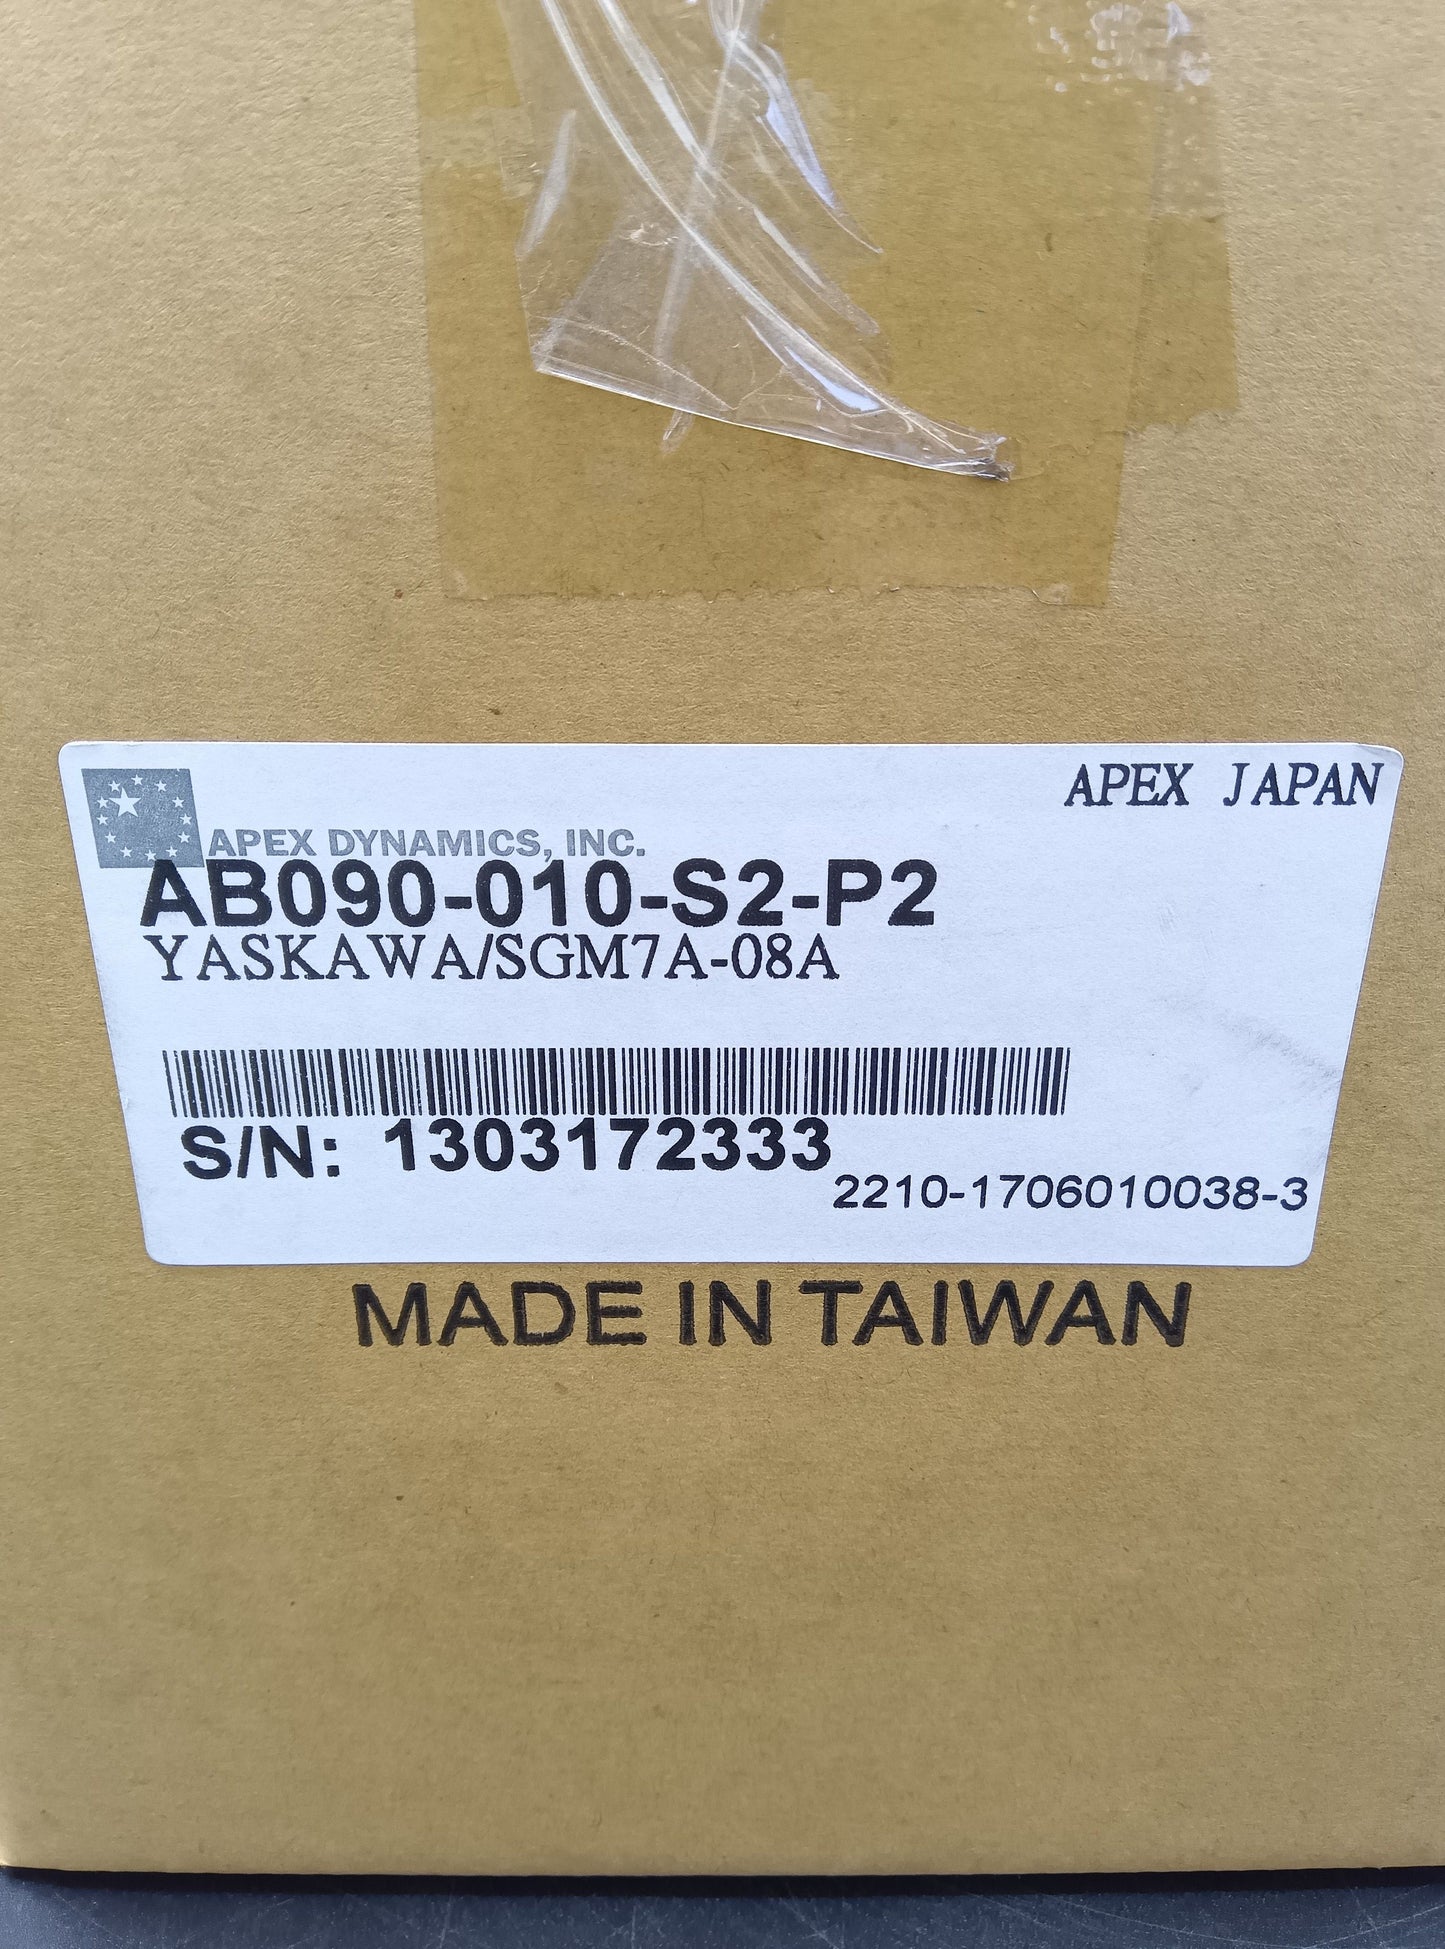 APEX JAPAN
APEX DYNAMICS, INC.
AB090-010-S2-P2
YASKAWA/SGM7A-08A
S/N: 1303172333
2210-1706010038-3
MADE IN TAIWAN